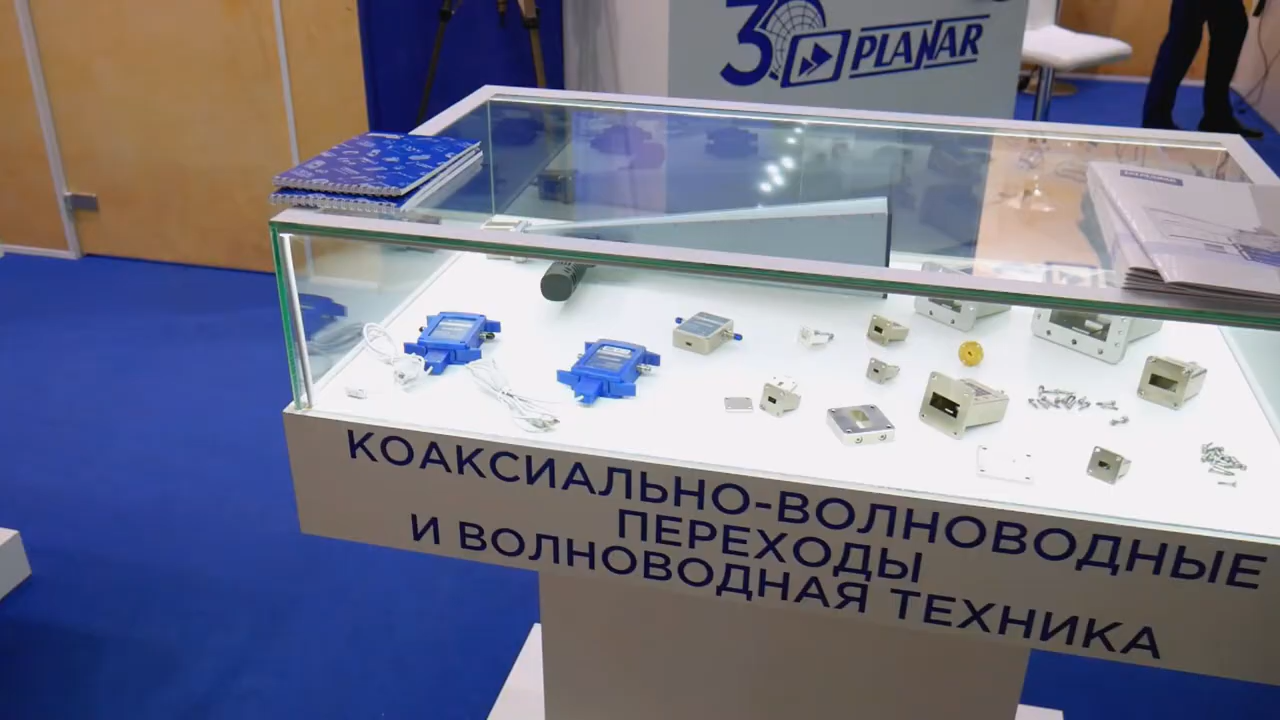 30 PLANAR
КОАКСИАЛЬНО-ВОЛНОВОДНЫЕ
ПЕРЕХОДЫ
И ВОЛНОВОДНАЯ ТЕХНИКА